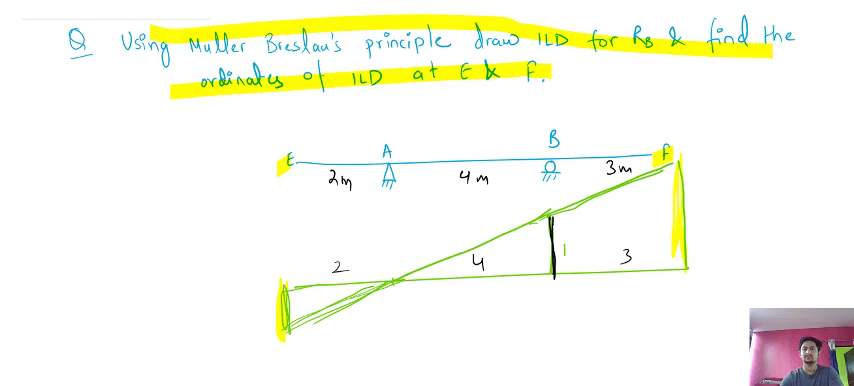 Q Using Muller Breslau's principle draw ILD for RB & find the
ordinates of ILD at E & F.
E A B F
2m 4m 3m
2 4 1 3